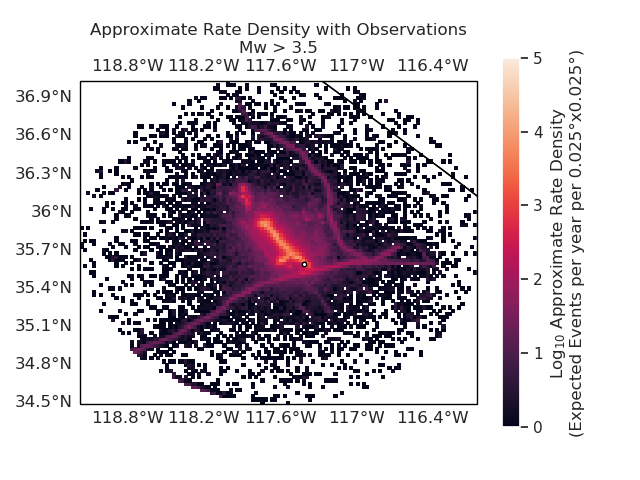 Approximate Rate Density with Observations
Mw > 3.5
118.8°W 118.2°W 117.6°W 117°W 116.4°W
36.9°N
36.6°N
36.3°N
36°N
35.7°N
35.4°N
35.1°N
34.8°N
34.5°N
118.8°W 118.2°W 117.6°W 117°W 116.4°W
5
4
3
2
1
0
Log₁₀ Approximate Rate Density
(Expected Events per year per 0.025°x0.025°)